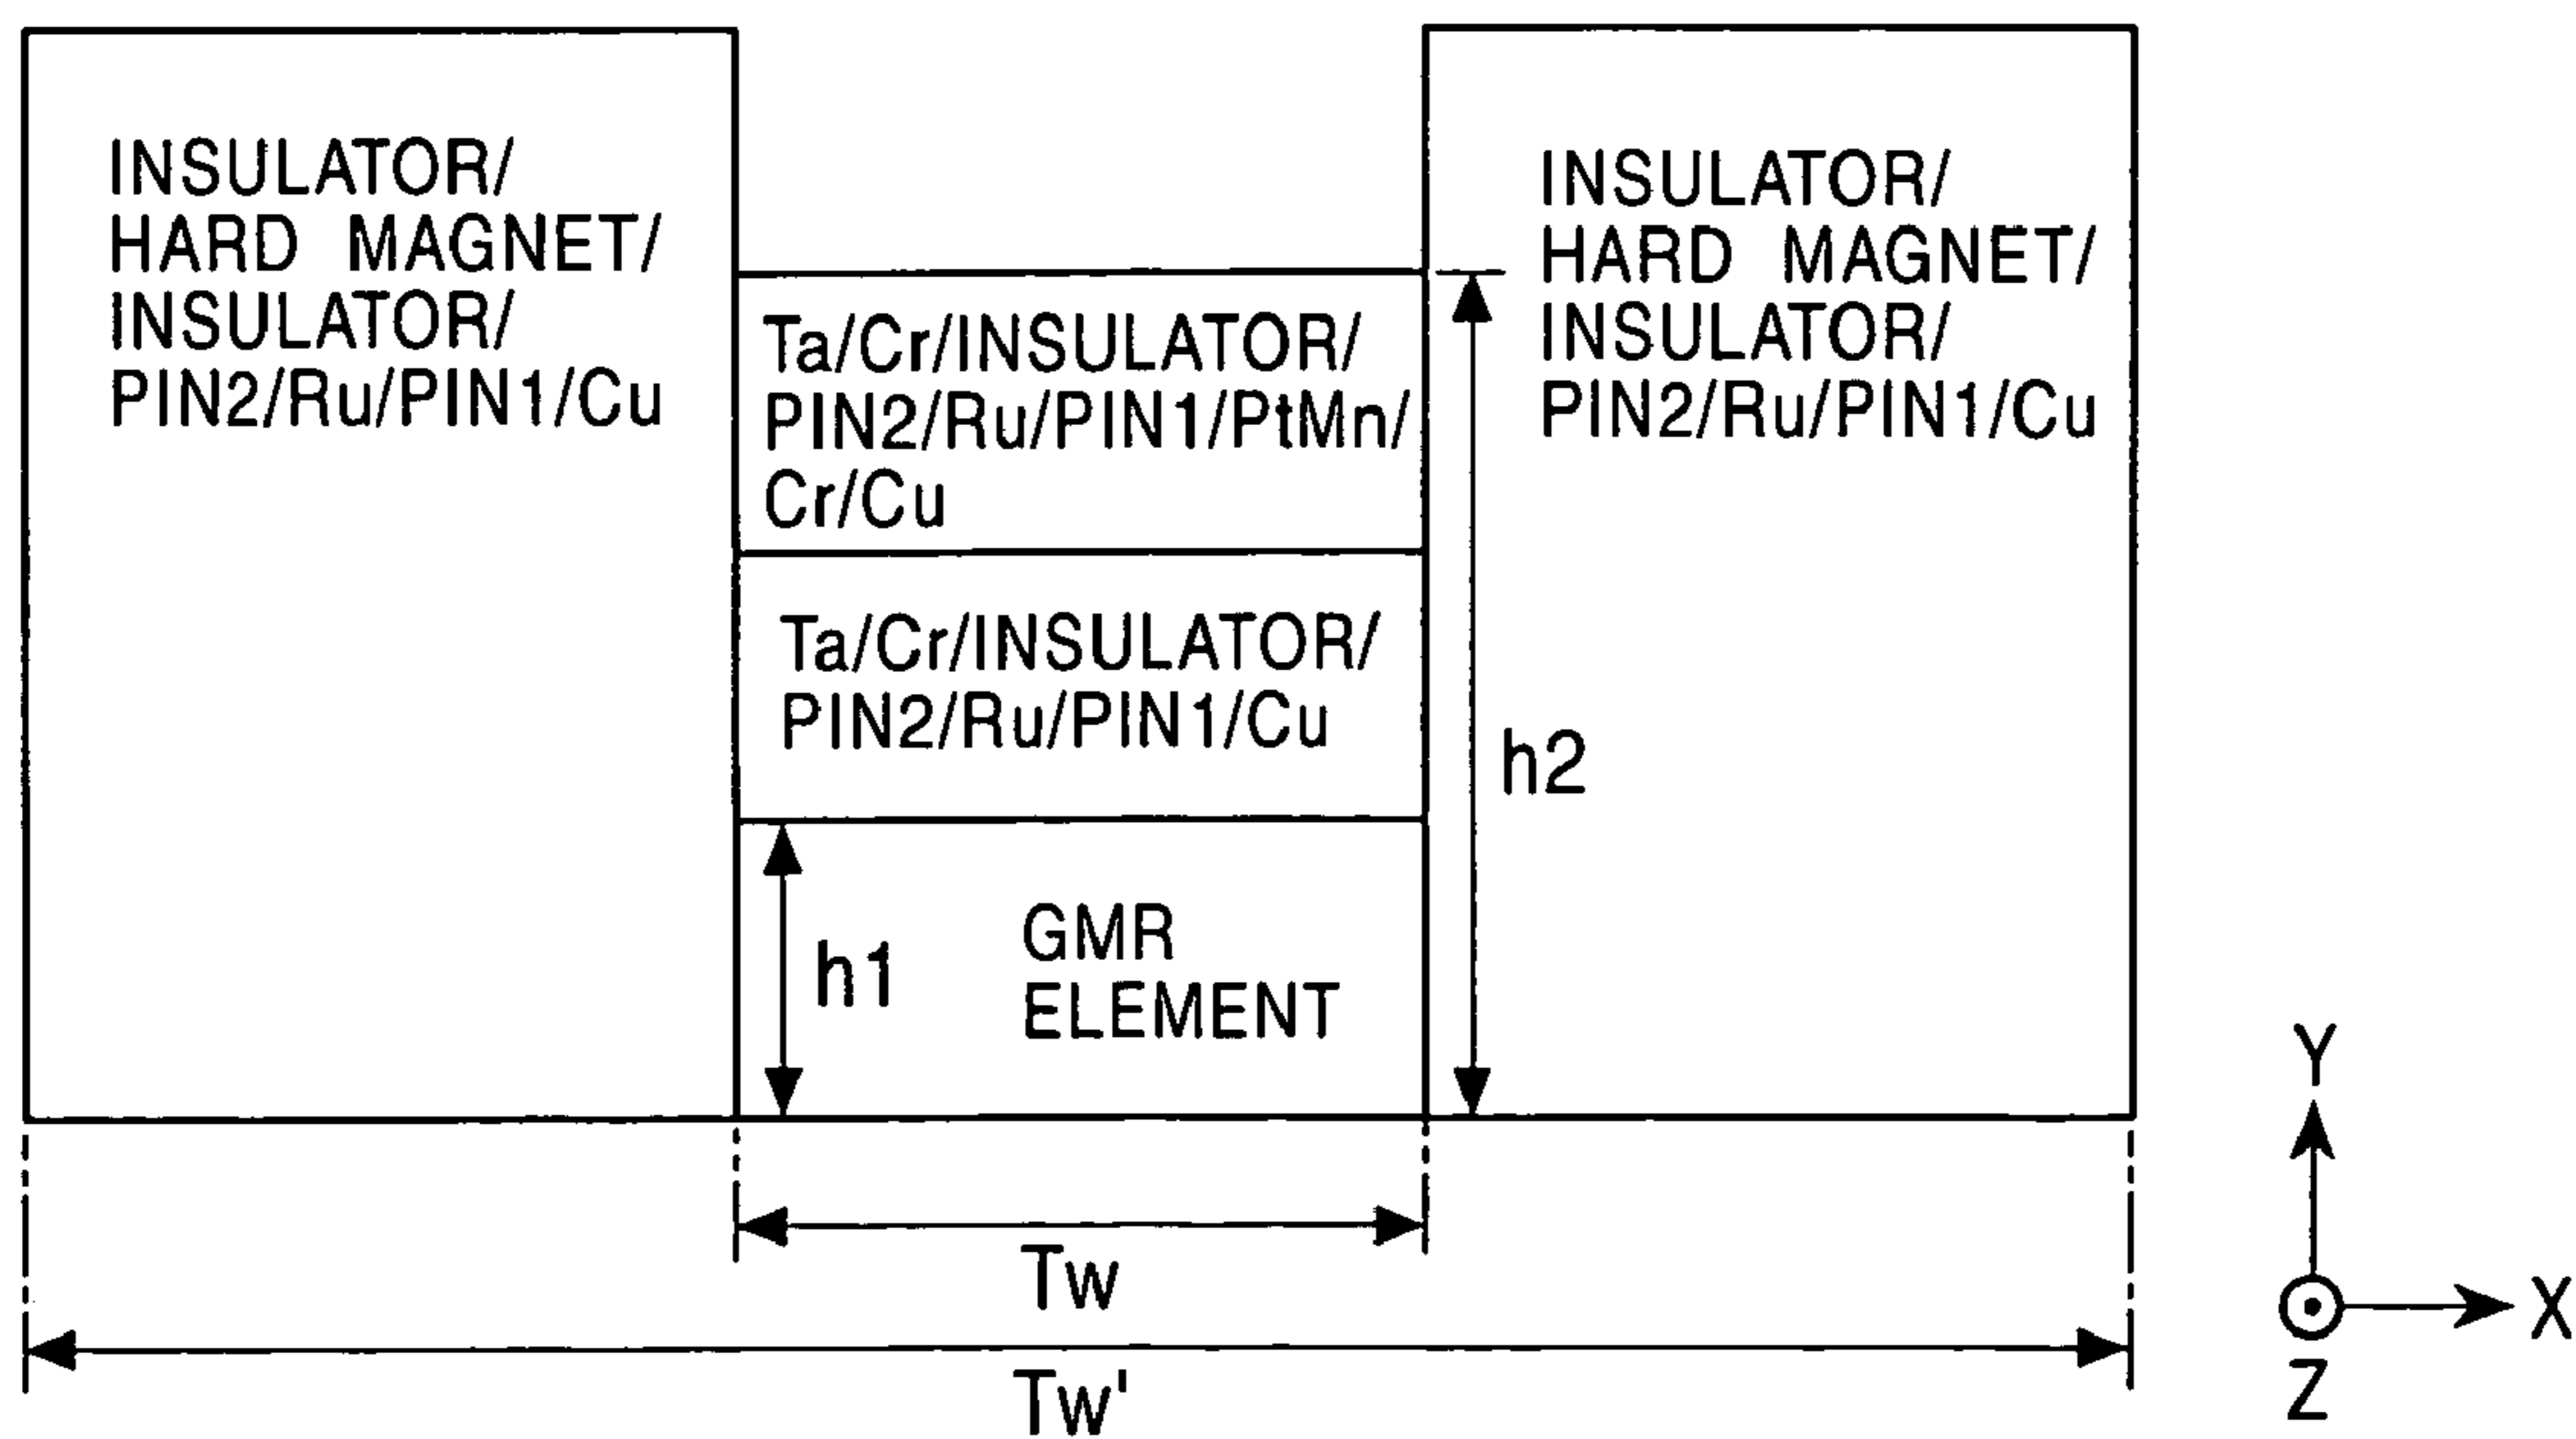 INSULATOR/
HARD MAGNET/
INSULATOR/
PIN2/Ru/PIN1/Cu
Ta/Cr/INSULATOR/
PIN2/Ru/PIN1/PtMn/
Cr/Cu
Ta/Cr/INSULATOR/
PIN2/Ru/PIN1/Cu
h1
GMR
ELEMENT
h2
INSULATOR/
HARD MAGNET/
INSULATOR/
PIN2/Ru/PIN1/Cu
Tw
Tw'
Y
X
Z